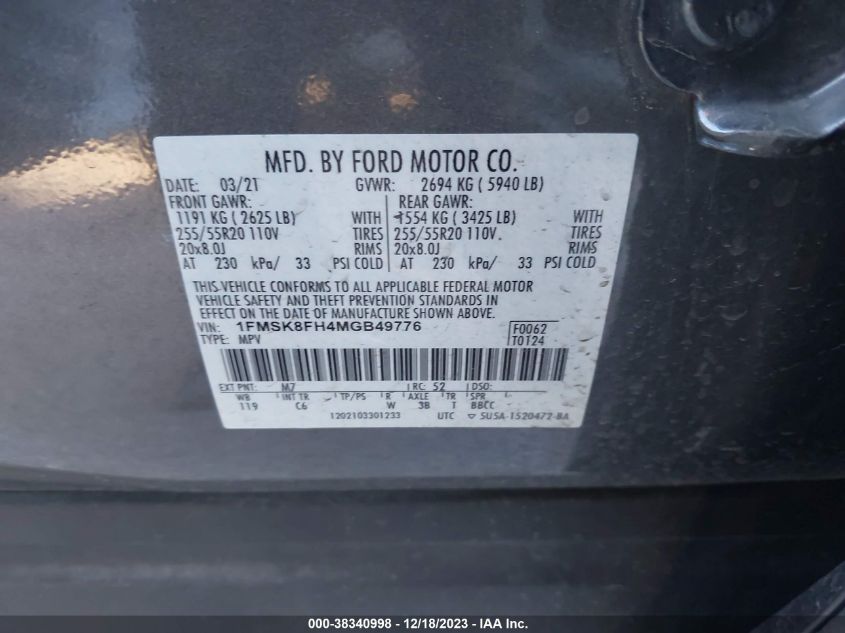 MFD. BY FORD MOTOR CO.
DATE: 03/21 GVWR: 2694 KG ( 5940 LB)
FRONT GAWR: REAR GAWR:
1191 KG ( 2625 LB) WITH 1554 KG ( 3425 LB) WITH
255/55R20 110V TIRES 255/55R20 110V TIRES
20x8.0J RIMS 20x8.0J RIMS
AT 230 kPa/ 33 PSI COLD AT 230 kPa/ 33 PSI COLD
THIS VEHICLE CONFORMS TO ALL APPLICABLE FEDERAL MOTOR
VEHICLE SAFETY AND THEFT PREVENTION STANDARDS IN
EFFECT ON THE DATE OF MANUFACTURE SHOWN ABOVE.
VIN: 1FMSK8FH4MGB49776 F0062
TYPE: MPV T0124
EXT PNT: M7 RC: 52 DSO:
WB INT TR TP/PS R AXLE TR SPR
119 C6 W 3B T BBCC
1202103301233 UTC ▽ 5U5A-1520472-BA
000-38340998 - 12/18/2023 - IAA Inc.